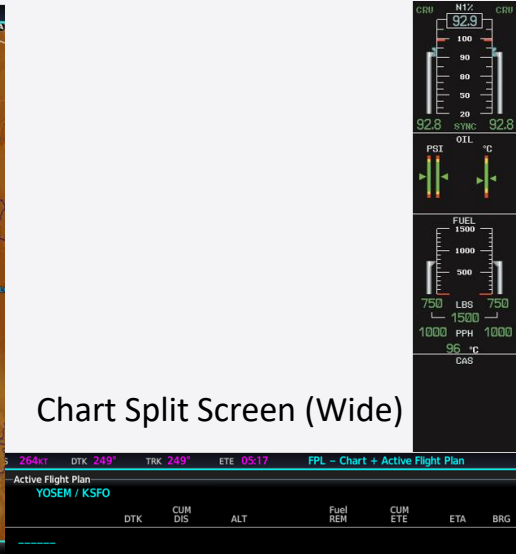 CRU N1% CRU
92.9
100
90
80
50
20
92.8 SYNC 92.8
OIL
PSI °C
FUEL
1500
1000
500
750 LBS 750
1500
1000 PPH 1000
96 °C
CAS
Chart Split Screen (Wide)
264KT DTK 249° TRK 249° ETE 05:17 FPL – Chart + Active Flight Plan
Active Flight Plan
YOSEM / KSFO
DTK CUM DIS ALT Fuel REM CUM ETE ETA BRG
______